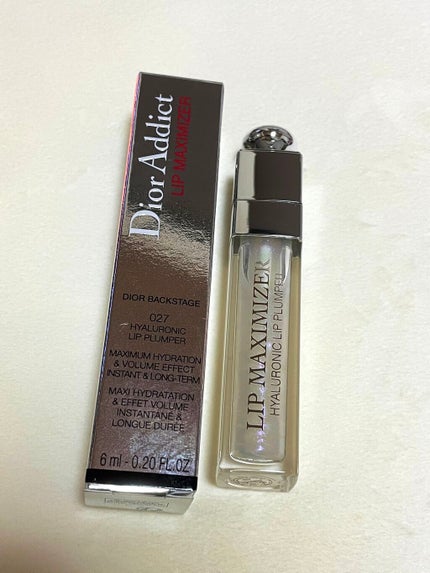 Dior Addict
LIP MAXIMIZER
DIOR BACKSTAGE
027
HYALURONIC
LIP PLUMPER
MAXIMUM HYDRATION
& VOLUME EFFECT
INSTANT & LONG-TERM
MAXI HYDRATATION
& EFFET VOLUME
INSTANTANÉ &
LONGUE DURÉE
6 ml - 0.20 FL.OZ
LIP MAXIMIZER
HYALURONIC LIP PLUMPER